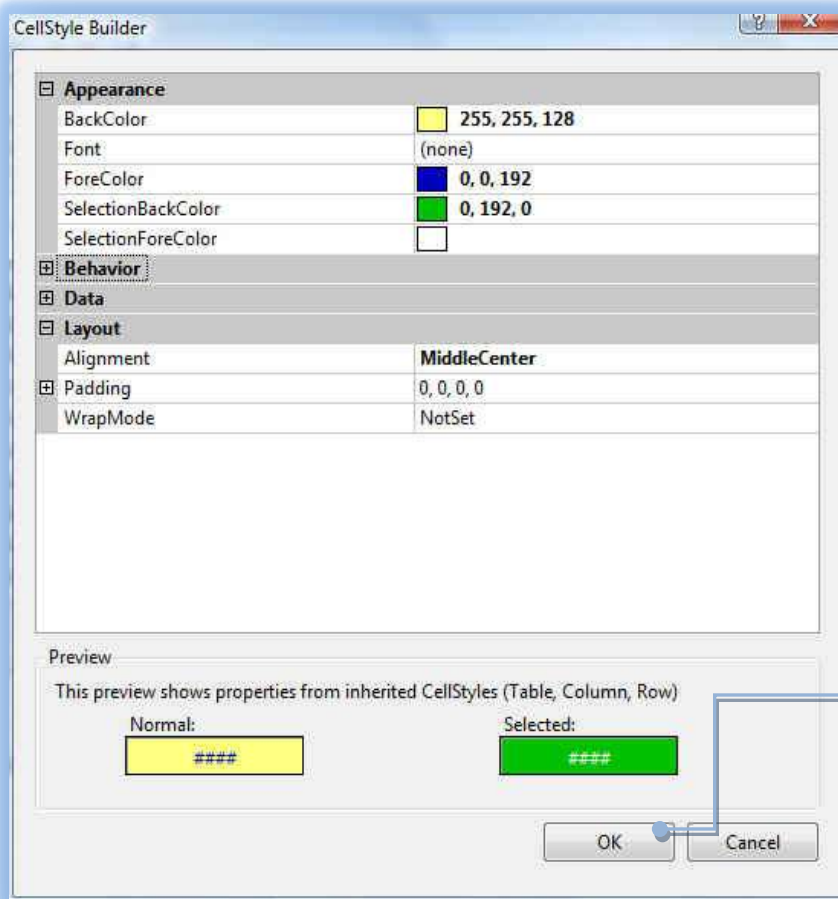 CellStyle Builder
Appearance
BackColor 255, 255, 128
Font (none)
ForeColor 0, 0, 192
SelectionBackColor 0, 192, 0
SelectionForeColor
Behavior
Data
Layout
Alignment MiddleCenter
Padding 0, 0, 0, 0
WrapMode NotSet
Preview
This preview shows properties from inherited CellStyles (Table, Column, Row)
Normal: Selected:
#### ####
OK Cancel